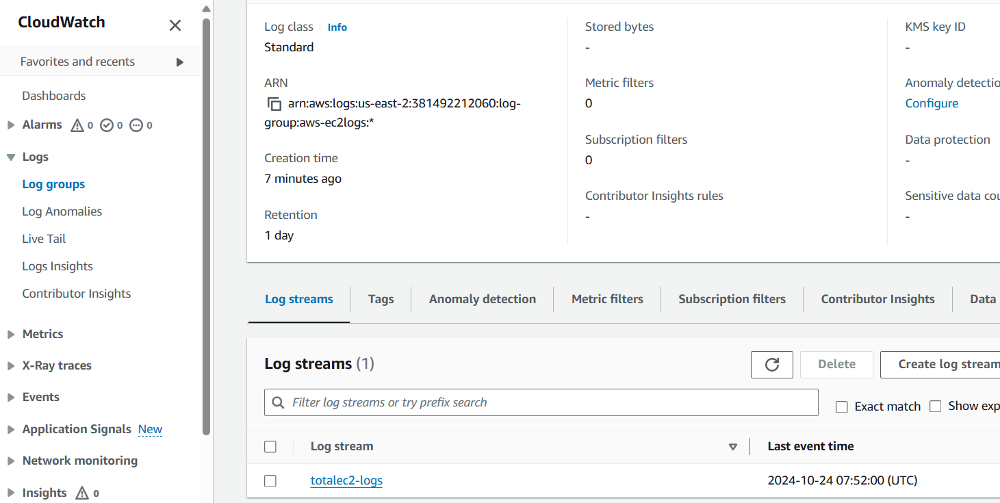 CloudWatch
Favorites and recents
Dashboards
Alarms 0 0 0
Logs
Log groups
Log Anomalies
Live Tail
Logs Insights
Contributor Insights
Metrics
X-Ray traces
Events
Application Signals New
Network monitoring
Insights 0
Log class Info
Standard
ARN
arn:aws:logs:us-east-2:381492212060:log-
group:aws-ec2logs:*
Creation time
7 minutes ago
Retention
1 day
Stored bytes
-
Metric filters
0
Subscription filters
0
Contributor Insights rules
-
KMS key ID
-
Anomaly detectio
Configure
Data protection
-
Sensitive data cou
-
Log streams Tags Anomaly detection Metric filters Subscription filters Contributor Insights Data
Log streams (1)
Delete Create log stream
Filter log streams or try prefix search
Exact match Show exp
Log stream Last event time
totalec2-logs 2024-10-24 07:52:00 (UTC)